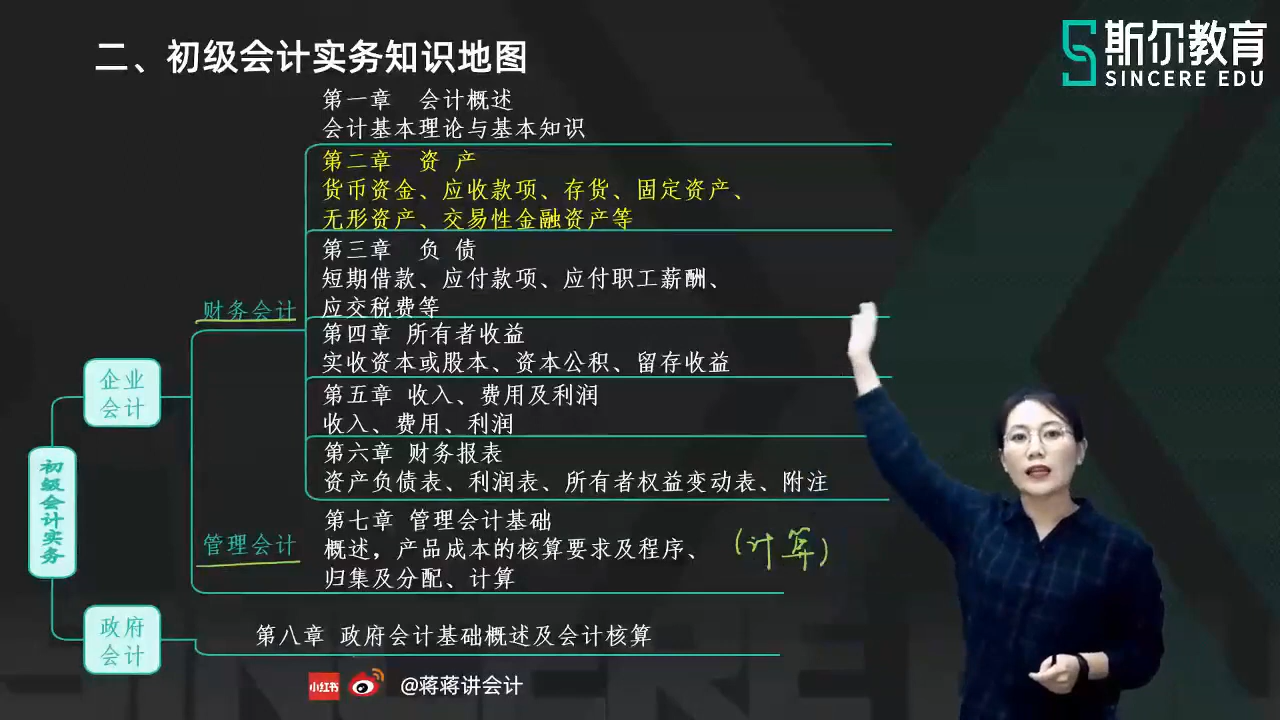 二、初级会计实务知识地图
斯尔教育
SINCERE EDU
第一章 会计概述
会计基本理论与基本知识
第二章 资 产
货币资金、应收款项、存货、固定资产、
无形资产、交易性金融资产等
第三章 负 债
短期借款、应付款项、应付职工薪酬、
应交税费等
财务会计
第四章 所有者收益
实收资本或股本、资本公积、留存收益
企业
会计
第五章 收入、费用及利润
收入、费用、利润
第六章 财务报表
资产负债表、利润表、所有者权益变动表、附注
初级会计实务
管理会计
第七章 管理会计基础
概述，产品成本的核算要求及程序、
归集及分配、计算
(计算)
政府
会计
第八章 政府会计基础概述及会计核算
小红书
@蒋蒋讲会计
SINCERE EDU